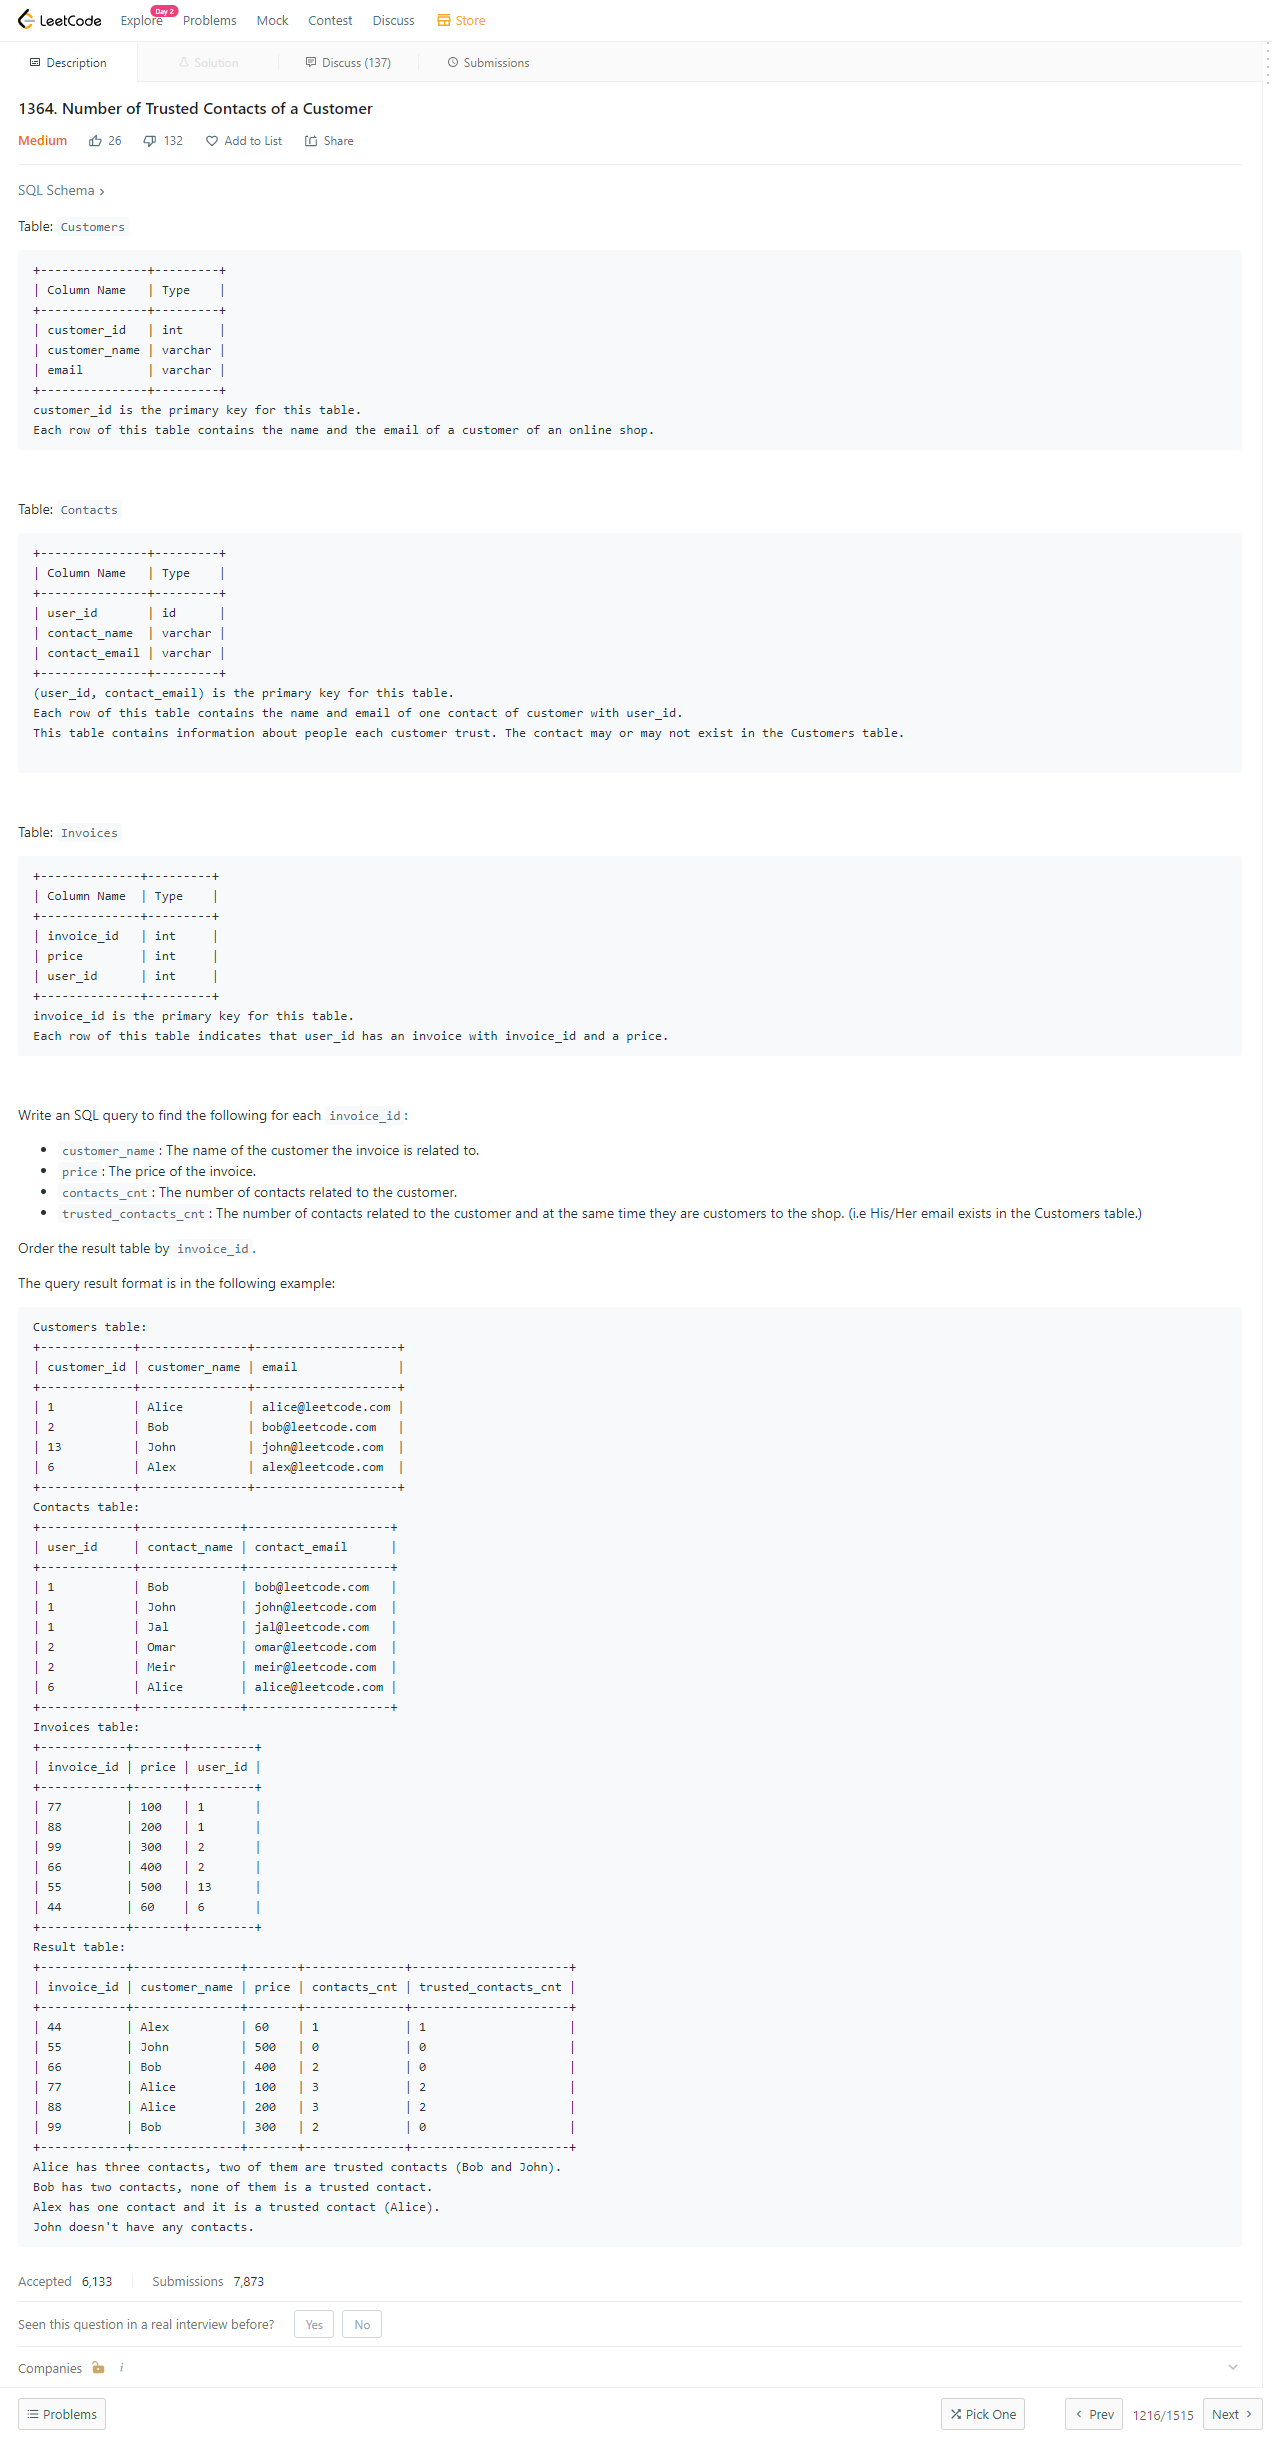 LeetCode Explore Day 2 Problems Mock Contest Discuss Store
Description Solution Discuss (137) Submissions
1364. Number of Trusted Contacts of a Customer
Medium 26 132 Add to List Share
SQL Schema >
Table: Customers
+---------------+---------+
| Column Name   | Type    |
+---------------+---------+
| customer_id   | int     |
| customer_name | varchar |
| email         | varchar |
+---------------+---------+
customer_id is the primary key for this table.
Each row of this table contains the name and the email of a customer of an online shop.
Table: Contacts
+---------------+---------+
| Column Name   | Type    |
+---------------+---------+
| user_id       | id      |
| contact_name  | varchar |
| contact_email | varchar |
+---------------+---------+
(user_id, contact_email) is the primary key for this table.
Each row of this table contains the name and email of one contact of customer with user_id.
This table contains information about people each customer trust. The contact may or may not exist in the Customers table.
Table: Invoices
+--------------+---------+
| Column Name  | Type    |
+--------------+---------+
| invoice_id   | int     |
| price        | int     |
| user_id      | int     |
+--------------+---------+
invoice_id is the primary key for this table.
Each row of this table indicates that user_id has an invoice with invoice_id and a price.
Write an SQL query to find the following for each invoice_id:
• customer_name: The name of the customer the invoice is related to.
• price: The price of the invoice.
• contacts_cnt: The number of contacts related to the customer.
• trusted_contacts_cnt: The number of contacts related to the customer and at the same time they are customers to the shop. (i.e His/Her email exists in the Customers table.)
Order the result table by invoice_id.
The query result format is in the following example:
Customers table:
+-------------+---------------+--------------------+
| customer_id | customer_name | email              |
+-------------+---------------+--------------------+
| 1           | Alice         | alice@leetcode.com |
| 2           | Bob           | bob@leetcode.com   |
| 13          | John          | john@leetcode.com  |
| 6           | Alex          | alex@leetcode.com  |
+-------------+---------------+--------------------+
Contacts table:
+-------------+--------------+--------------------+
| user_id     | contact_name | contact_email      |
+-------------+--------------+--------------------+
| 1           | Bob          | bob@leetcode.com   |
| 1           | John         | john@leetcode.com  |
| 1           | Jal          | jal@leetcode.com   |
| 2           | Omar         | omar@leetcode.com  |
| 2           | Meir         | meir@leetcode.com  |
| 6           | Alice        | alice@leetcode.com |
+-------------+--------------+--------------------+
Invoices table:
+------------+-------+---------+
| invoice_id | price | user_id |
+------------+-------+---------+
| 77         | 100   | 1       |
| 88         | 200   | 1       |
| 99         | 300   | 2       |
| 66         | 400   | 2       |
| 55         | 500   | 13      |
| 44         | 60    | 6       |
+------------+-------+---------+
Result table:
+------------+---------------+-------+--------------+----------------------+
| invoice_id | customer_name | price | contacts_cnt | trusted_contacts_cnt |
+------------+---------------+-------+--------------+----------------------+
| 44         | Alex          | 60    | 1            | 1                    |
| 55         | John          | 500   | 0            | 0                    |
| 66         | Bob           | 400   | 2            | 0                    |
| 77         | Alice         | 100   | 3            | 2                    |
| 88         | Alice         | 200   | 3            | 2                    |
| 99         | Bob           | 300   | 2            | 0                    |
+------------+---------------+-------+--------------+----------------------+
Alice has three contacts, two of them are trusted contacts (Bob and John).
Bob has two contacts, none of them is a trusted contact.
Alex has one contact and it is a trusted contact (Alice).
John doesn't have any contacts.
Accepted 6,133 Submissions 7,873
Seen this question in a real interview before? Yes No
Companies i
Problems Pick One < Prev 1216/1515 Next >